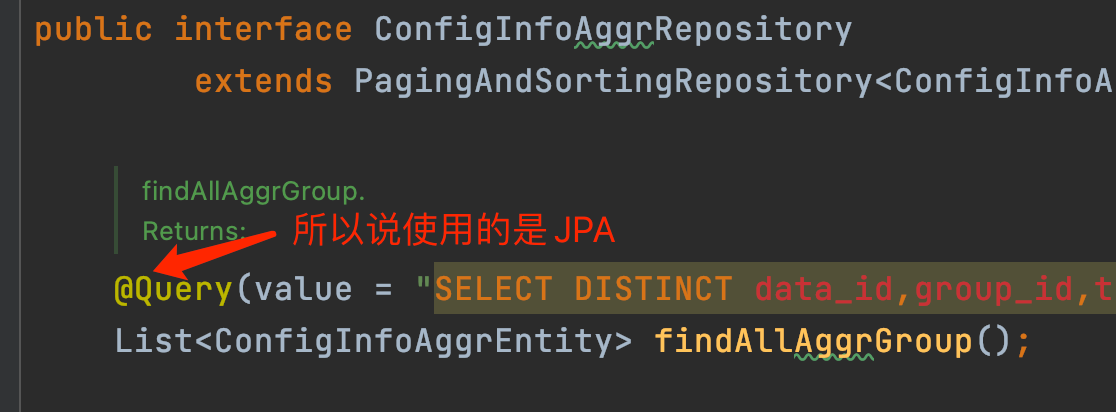 public interface ConfigInfoAggrRepository
extends PagingAndSortingRepository<ConfigInfoA
findAllAggrGroup.
Returns:
所以说使用的是 JPA
@Query(value = "SELECT DISTINCT data_id,group_id,t
List<ConfigInfoAggrEntity> findAllAggrGroup();